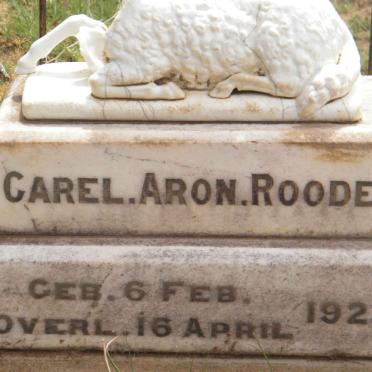 CAREL. ARON. ROODE
GEB. 6 FEB.
OVERL. 16 APRIL 192